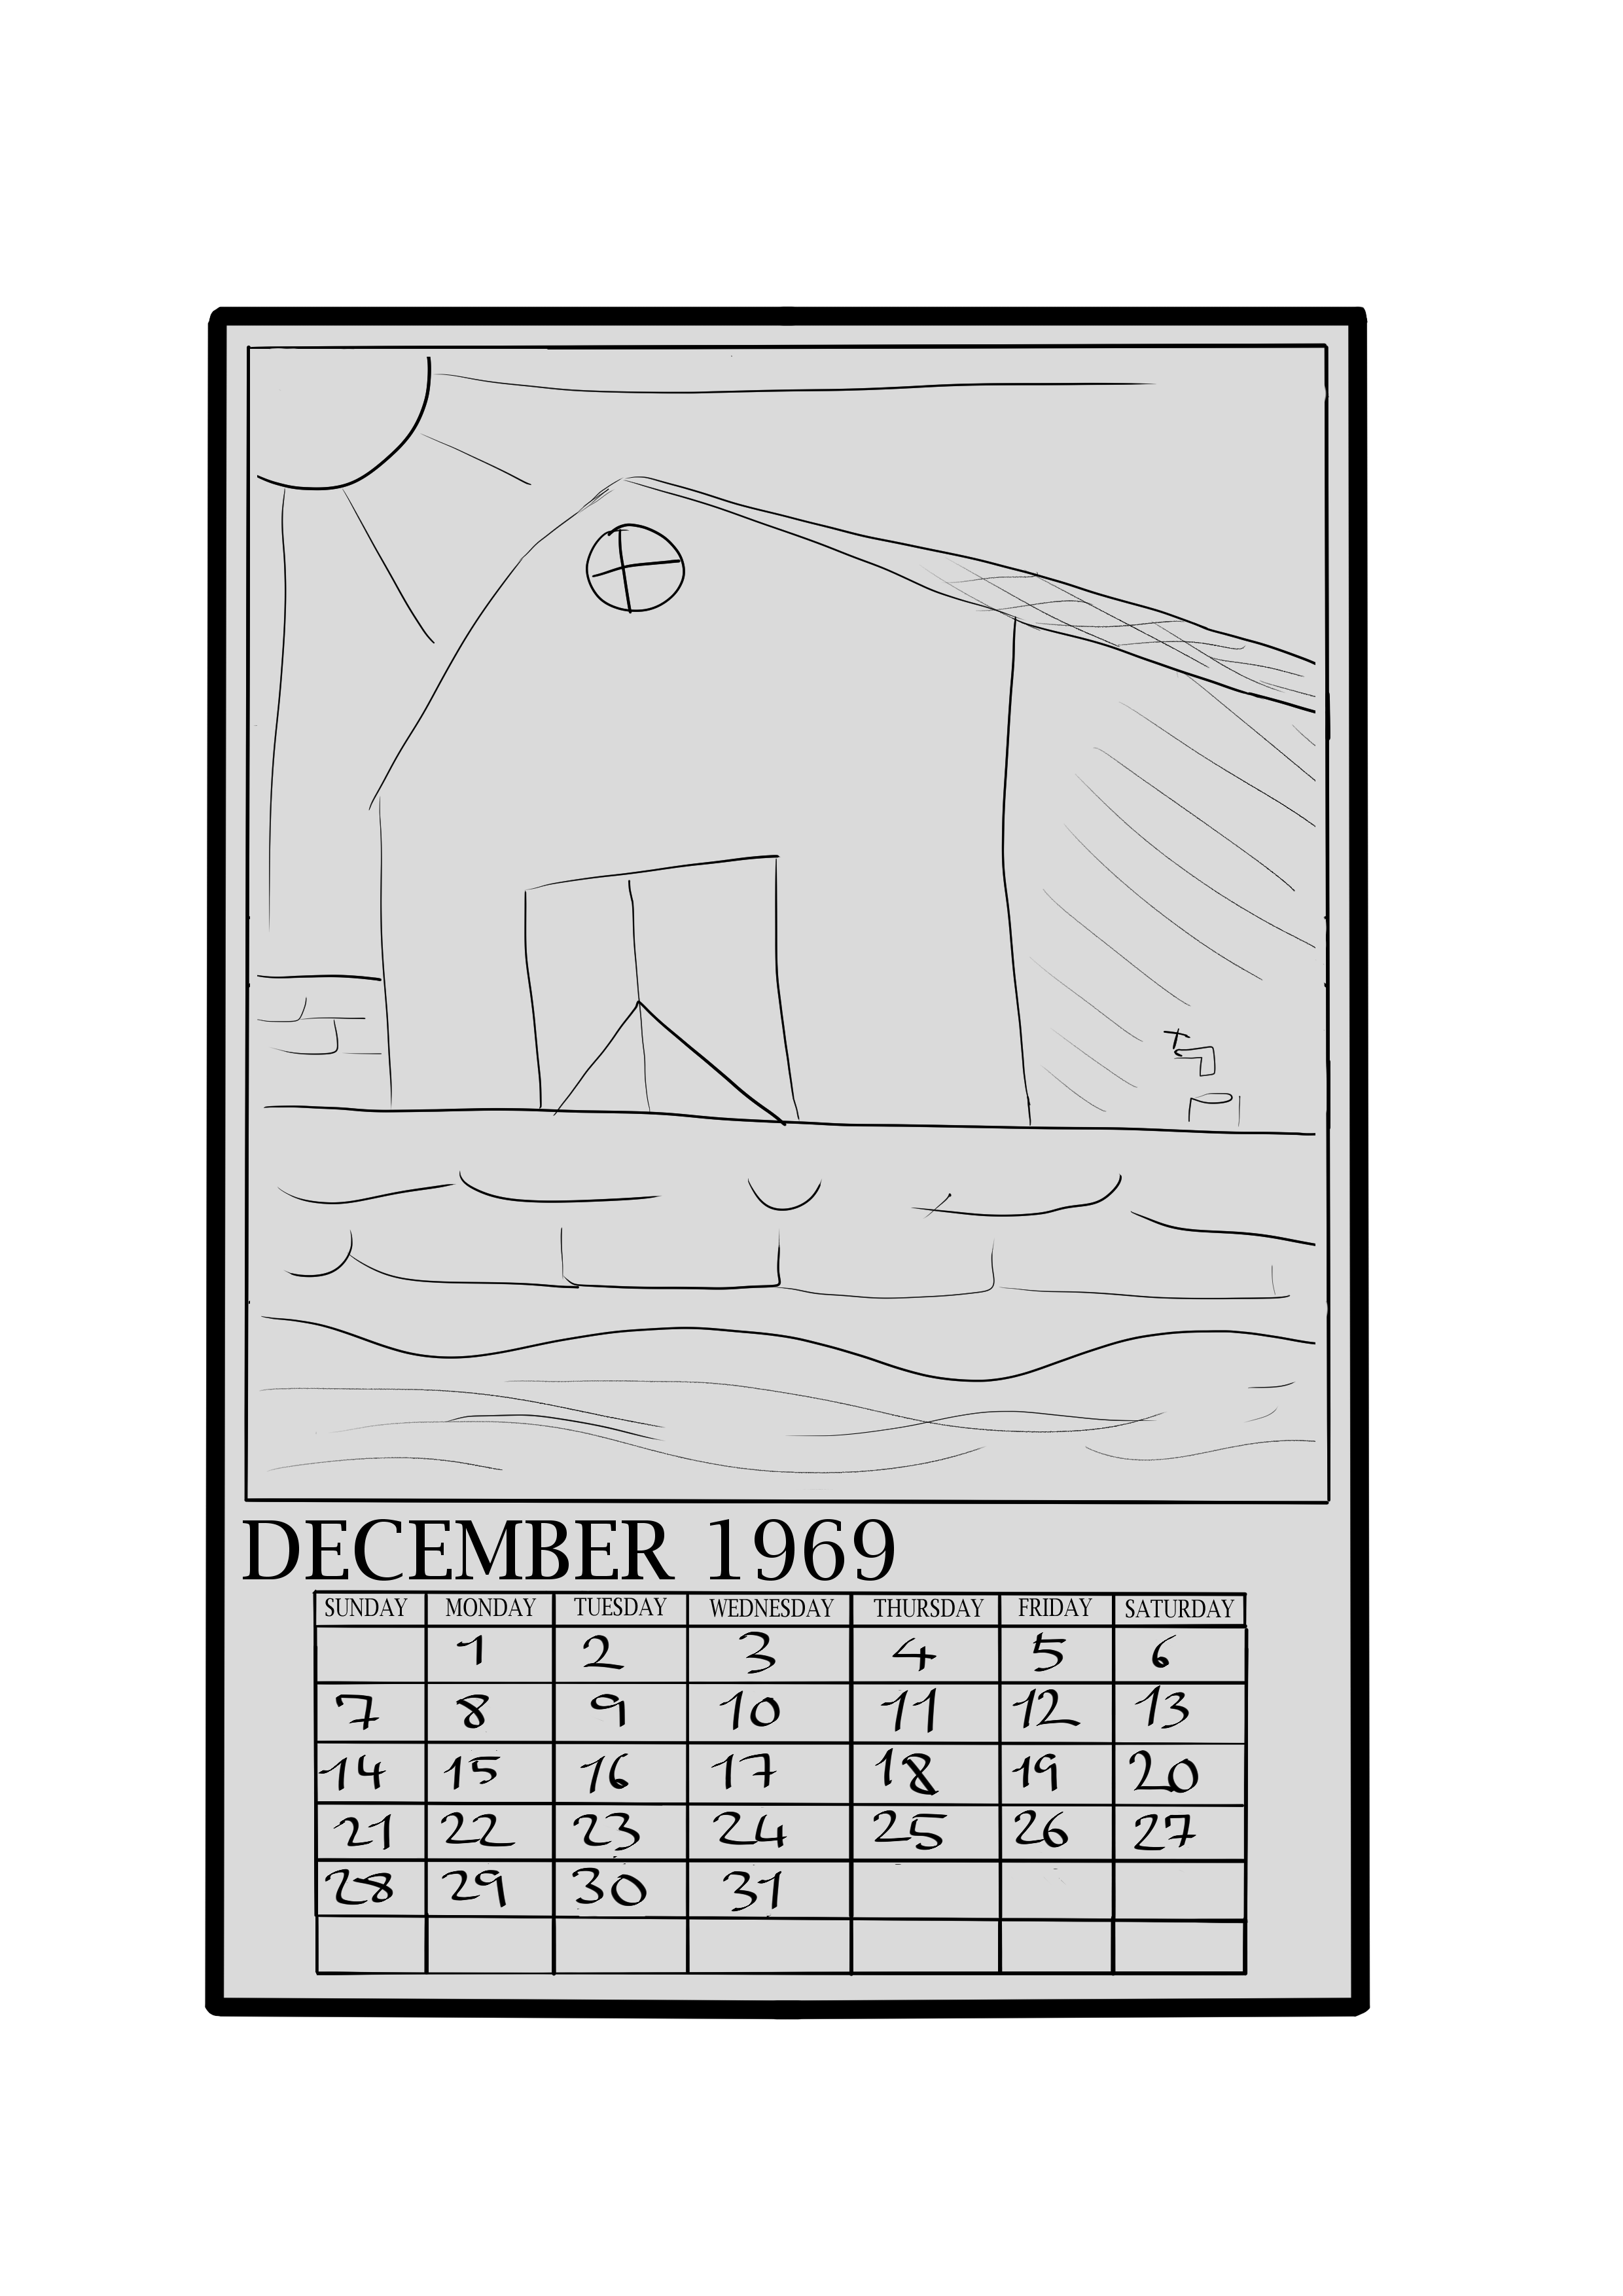 DECEMBER 1969
SUNDAY MONDAY TUESDAY WEDNESDAY THURSDAY FRIDAY SATURDAY
1 2 3 4 5 6
7 8 9 10 11 12 13
14 15 16 17 18 19 20
21 22 23 24 25 26 27
28 29 30 31